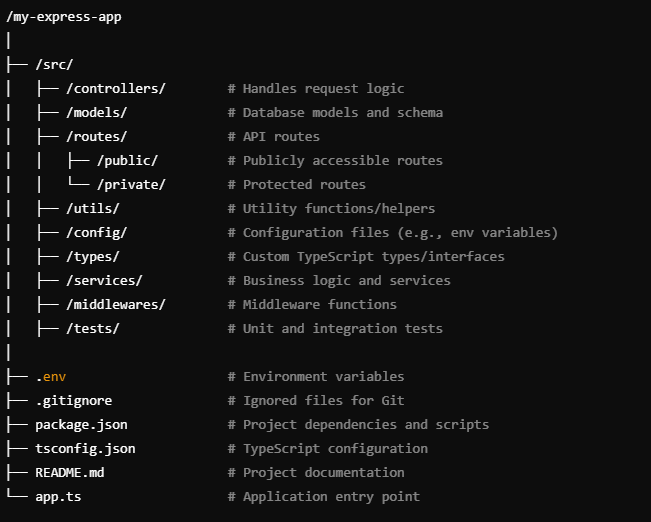 /my-express-app
│
├── /src/
│   ├── /controllers/        # Handles request logic
│   ├── /models/             # Database models and schema
│   ├── /routes/             # API routes
│   │   ├── /public/         # Publicly accessible routes
│   │   └── /private/        # Protected routes
│   ├── /utils/              # Utility functions/helpers
│   ├── /config/             # Configuration files (e.g., env variables)
│   ├── /types/              # Custom TypeScript types/interfaces
│   ├── /services/           # Business logic and services
│   ├── /middlewares/        # Middleware functions
│   ├── /tests/              # Unit and integration tests
│
├── .env                     # Environment variables
├── .gitignore               # Ignored files for Git
├── package.json             # Project dependencies and scripts
├── tsconfig.json            # TypeScript configuration
├── README.md                # Project documentation
└── app.ts                   # Application entry point